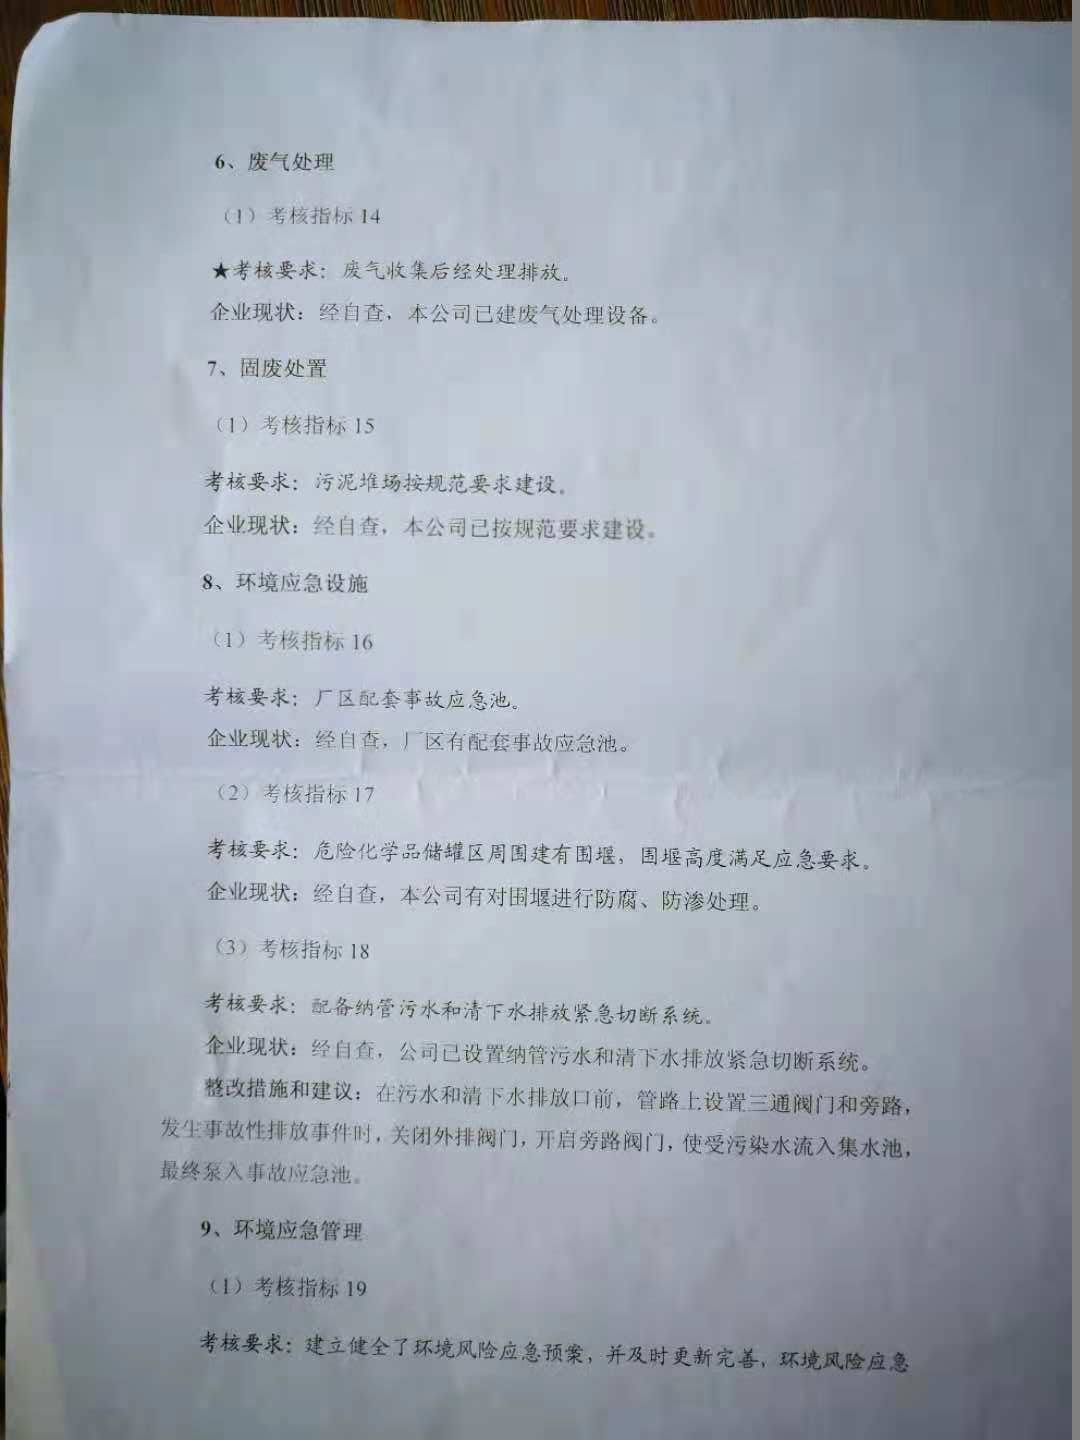 6、废气处理
（1）考核指标 14
★考核要求：废气收集后经处理排放。
企业现状：经自查，本公司已建废气处理设备。
7、固废处置
（1）考核指标 15
考核要求：污泥堆场按规范要求建设。
企业现状：经自查，本公司已按规范要求建设。
8、环境应急设施
（1）考核指标 16
考核要求：厂区配套事故应急池。
企业现状：经自查，厂区有配套事故应急池。
（2）考核指标 17
考核要求：危险化学品储罐区周围建有围堰，围堰高度满足应急要求。
企业现状：经自查，本公司有对围堰进行防腐、防渗处理。
（3）考核指标 18
考核要求：配备纳管污水和清下水排放紧急切断系统。
企业现状：经自查，公司已设置纳管污水和清下水排放紧急切断系统。
整改措施和建议：在污水和清下水排放口前，管路上设置三通阀门和旁路，
发生事故性排放事件时，关闭外排阀门，开启旁路阀门，使受污染水流入集水池，
最终泵入事故应急池。
9、环境应急管理
（1）考核指标 19
考核要求：建立健全了环境风险应急预案，并及时更新完善，环境风险应急